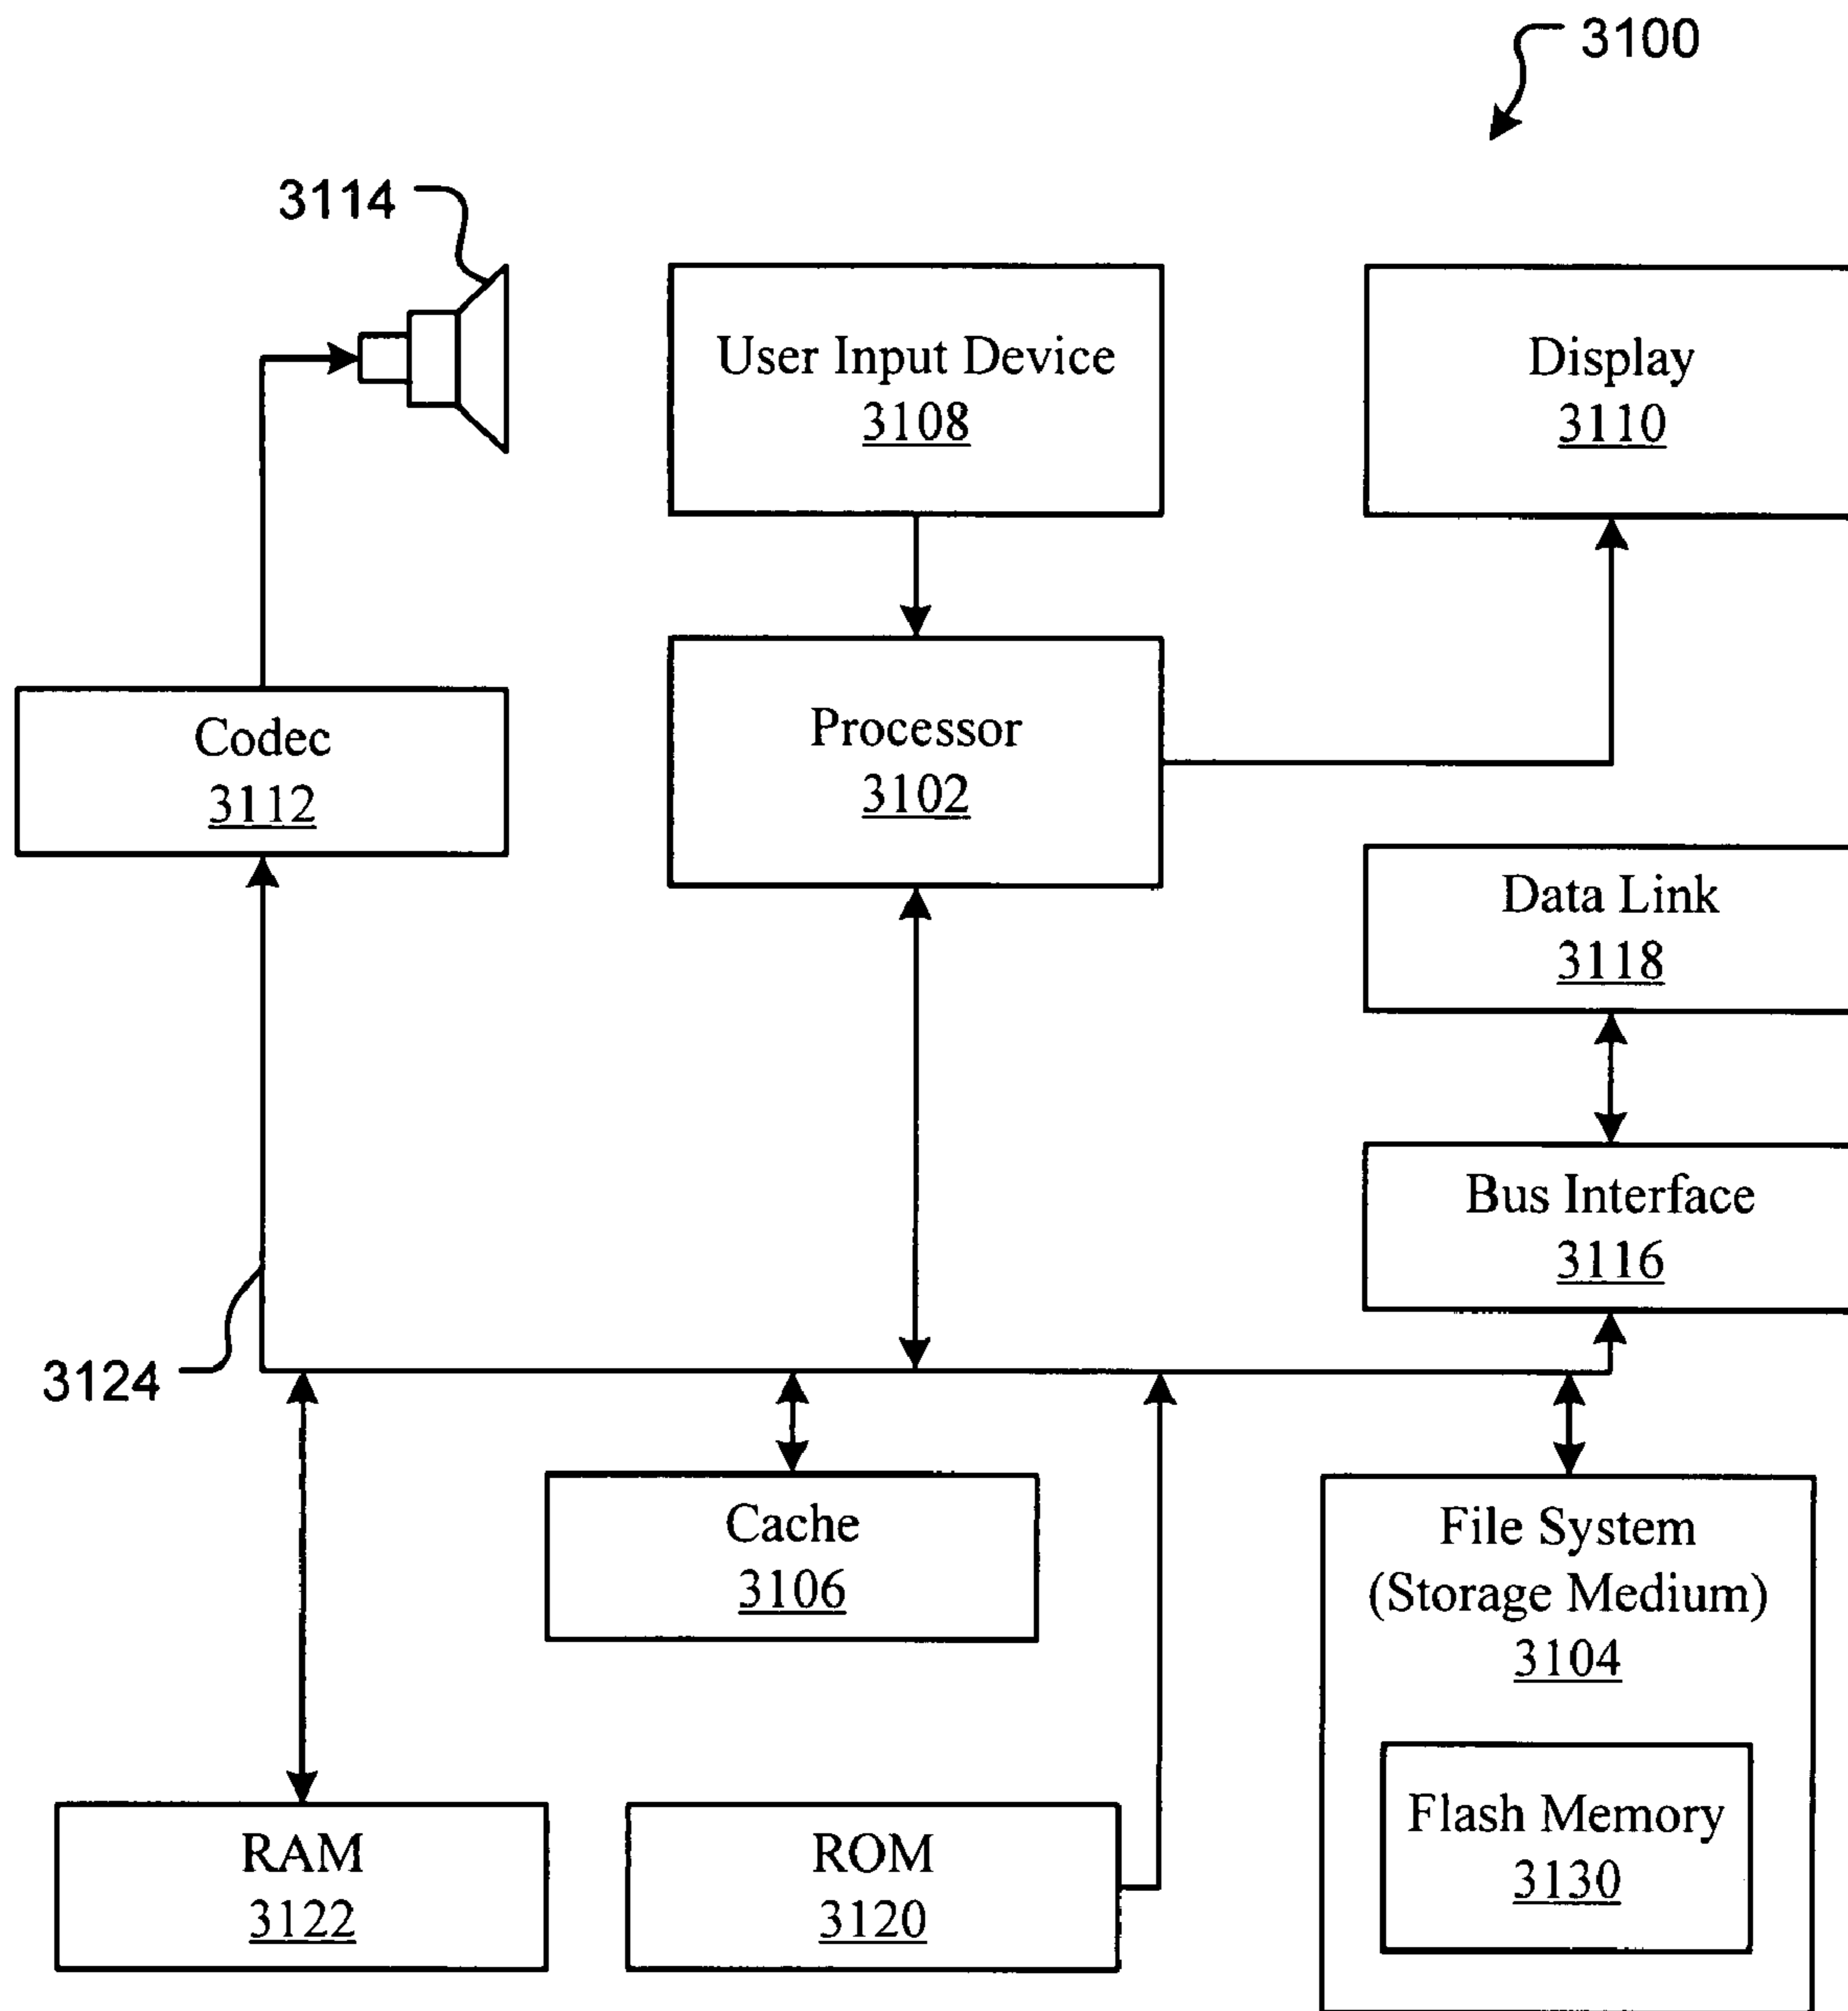 3100
3114
User Input Device
3108
Display
3110
Codec
3112
Processor
3102
Data Link
3118
Bus Interface
3116
3124
Cache
3106
File System
(Storage Medium)
3104
Flash Memory
3130
RAM
3122
ROM
3120